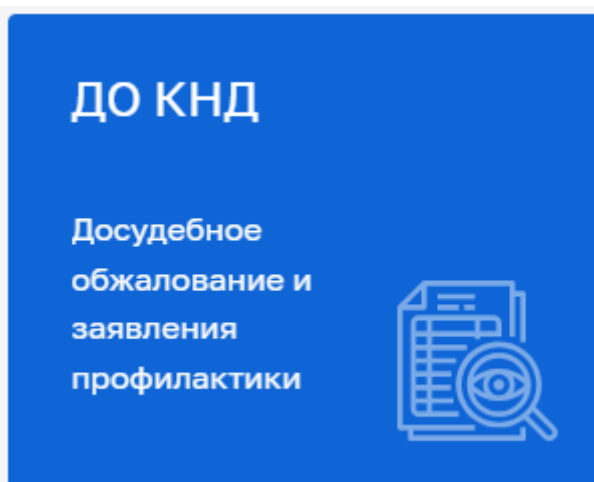 ДО КНД
Досудебное
обжалование и
заявления
профилактики